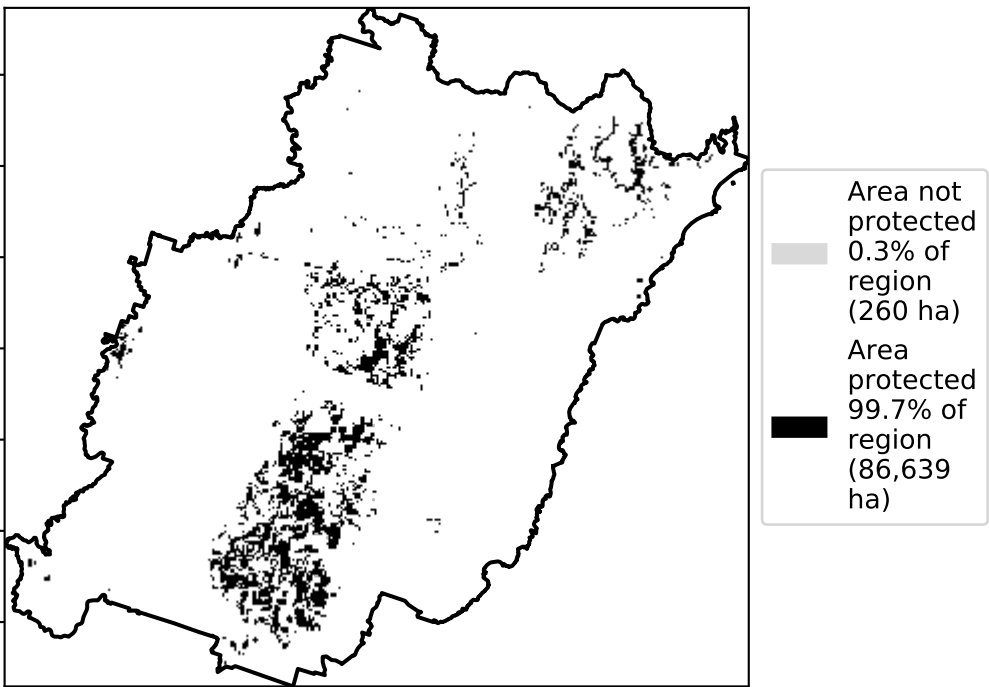 Area not
protected
0.3% of
region
(260 ha)
Area
protected
99.7% of
region
(86,639
ha)